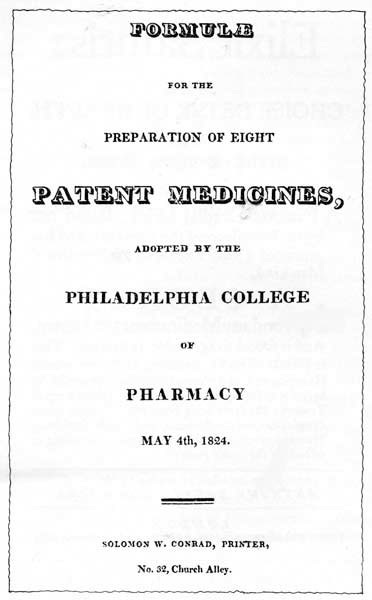 FORMULÆ
FOR THE
PREPARATION OF EIGHT
PATENT MEDICINES,
ADOPTED BY THE
PHILADELPHIA COLLEGE
OF
PHARMACY
MAY 4th, 1824.
SOLOMON W. CONRAD, PRINTER,
No. 32, Church Alley.